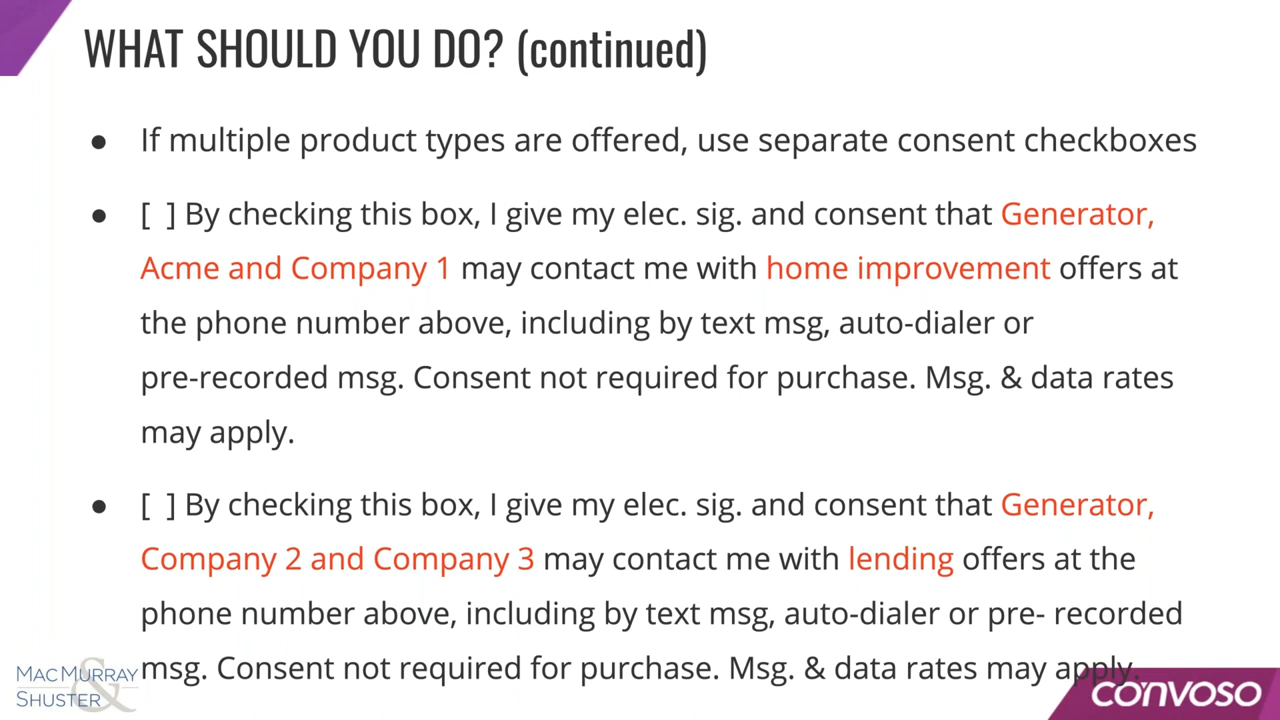 WHAT SHOULD YOU DO? (continued)
● If multiple product types are offered, use separate consent checkboxes
● [ ] By checking this box, I give my elec. sig. and consent that Generator,
Acme and Company 1 may contact me with home improvement offers at
the phone number above, including by text msg, auto-dialer or
pre-recorded msg. Consent not required for purchase. Msg. & data rates
may apply.
● [ ] By checking this box, I give my elec. sig. and consent that Generator,
Company 2 and Company 3 may contact me with lending offers at the
phone number above, including by text msg, auto-dialer or pre- recorded
msg. Consent not required for purchase. Msg. & data rates may apply.
MACMURRAY
& SHUSTER
convoso